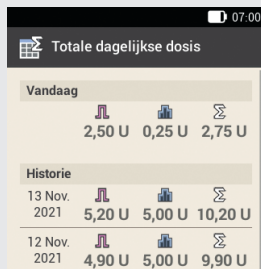 07:00
Totale dagelijkse dosis
Vandaag
2,50 U 0,25 U 2,75 U
Historie
13 Nov. 2021 5,20 U 5,00 U 10,20 U
12 Nov. 2021 4,90 U 5,00 U 9,90 U